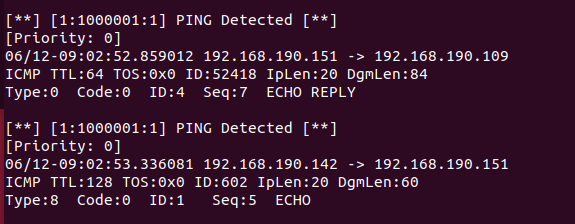 [**] [1:1000001:1] PING Detected [**]
[Priority: 0]
06/12-09:02:52.859012 192.168.190.151 -> 192.168.190.109
ICMP TTL:64 TOS:0x0 ID:52418 IpLen:20 DgmLen:84
Type:0  Code:0  ID:4  Seq:7  ECHO REPLY
[**] [1:1000001:1] PING Detected [**]
[Priority: 0]
06/12-09:02:53.336081 192.168.190.142 -> 192.168.190.151
ICMP TTL:128 TOS:0x0 ID:602 IpLen:20 DgmLen:60
Type:8  Code:0  ID:1   Seq:5  ECHO